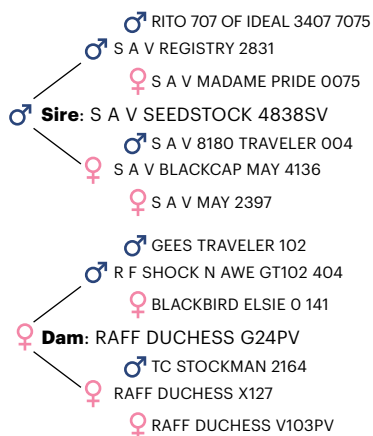 RITO 707 OF IDEAL 3407 7075
S A V REGISTRY 2831
S A V MADAME PRIDE 0075
Sire: S A V SEEDSTOCK 4838SV
S A V 8180 TRAVELER 004
S A V BLACKCAP MAY 4136
S A V MAY 2397
GEES TRAVELER 102
R F SHOCK N AWE GT102 404
BLACKBIRD ELSIE 0 141
Dam: RAFF DUCHESS G24PV
TC STOCKMAN 2164
RAFF DUCHESS X127
RAFF DUCHESS V103PV